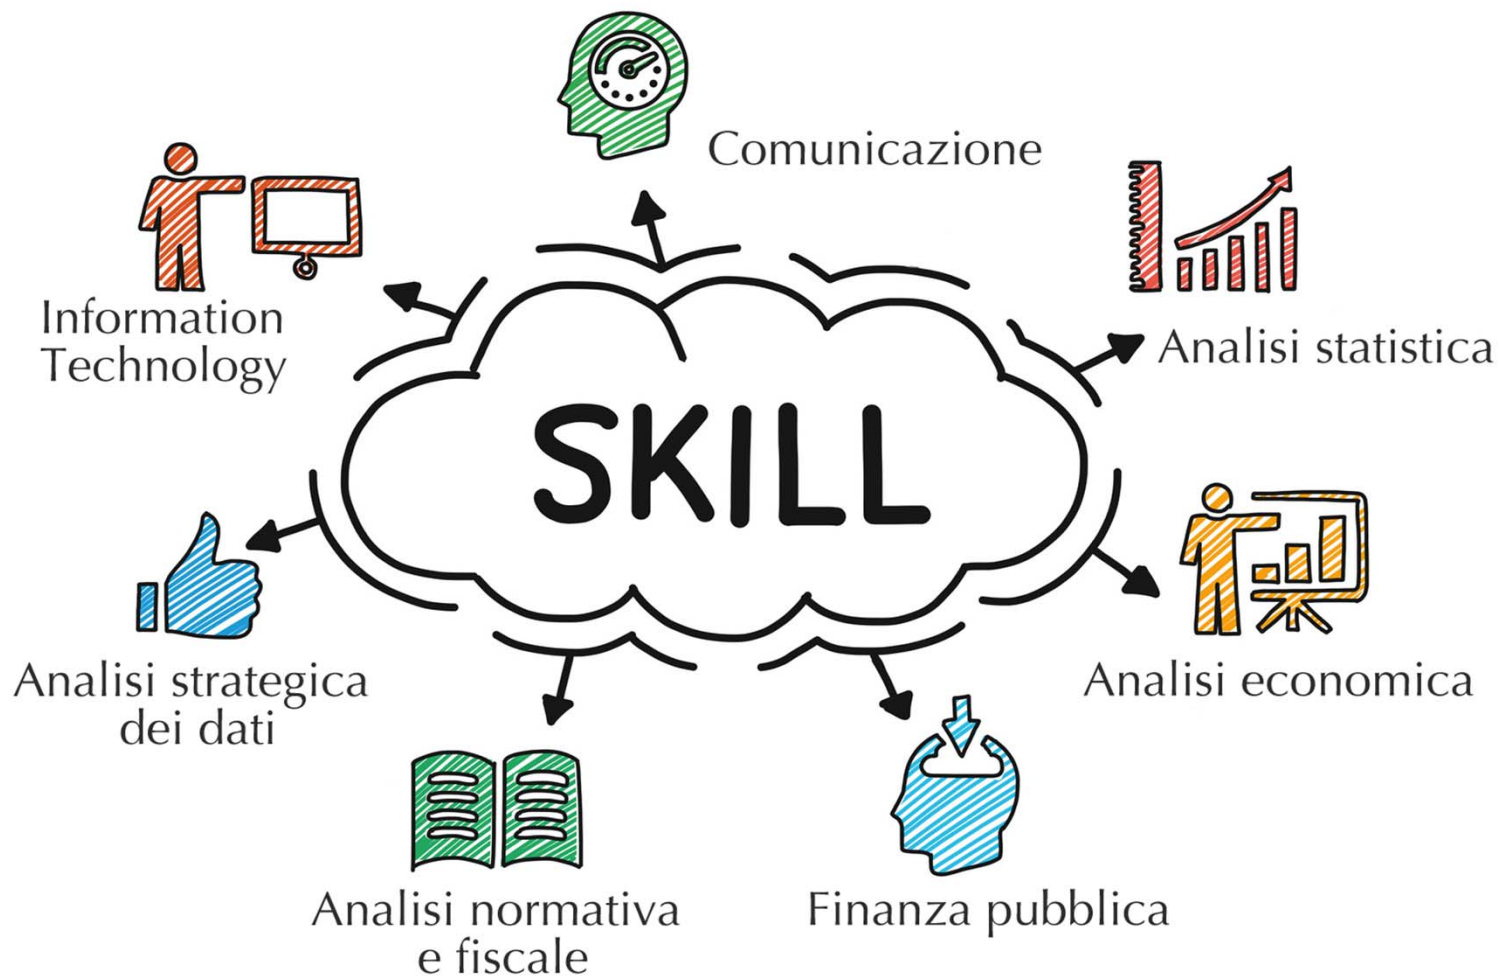 Comunicazione
Information
Technology
Analisi statistica
SKILL
Analisi strategica
dei dati
Analisi economica
Analisi normativa
e fiscale
Finanza pubblica